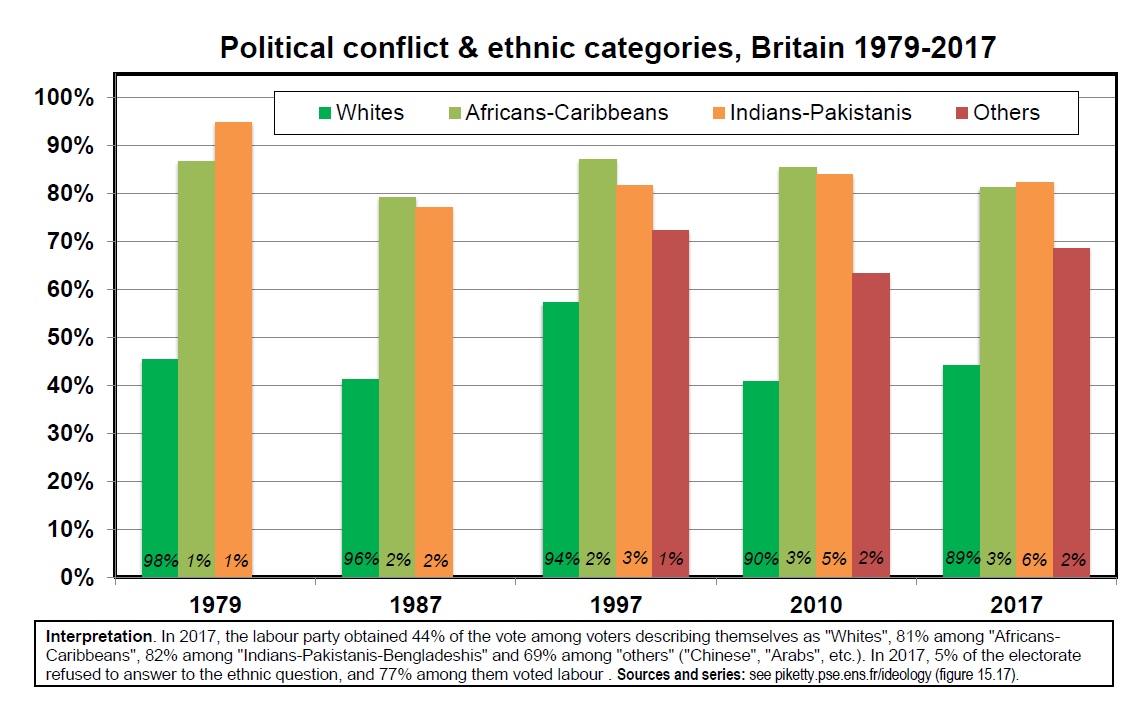 Political conflict & ethnic categories, Britain 1979-2017
Whites Africans-Caribbeans Indians-Pakistanis Others
100%
90%
80%
70%
60%
50%
40%
30%
20%
10%
0%
98% 1% 1% 96% 2% 2% 94% 2% 3% 1% 90% 3% 5% 2% 89% 3% 6% 2%
1979 1987 1997 2010 2017
Interpretation. In 2017, the labour party obtained 44% of the vote among voters describing themselves as "Whites", 81% among "Africans-
Caribbeans", 82% among "Indians-Pakistanis-Bengladeshis" and 69% among "others" ("Chinese", "Arabs", etc.). In 2017, 5% of the electorate
refused to answer to the ethnic question, and 77% among them voted labour . Sources and series: see piketty.pse.ens.fr/ideology (figure 15.17).